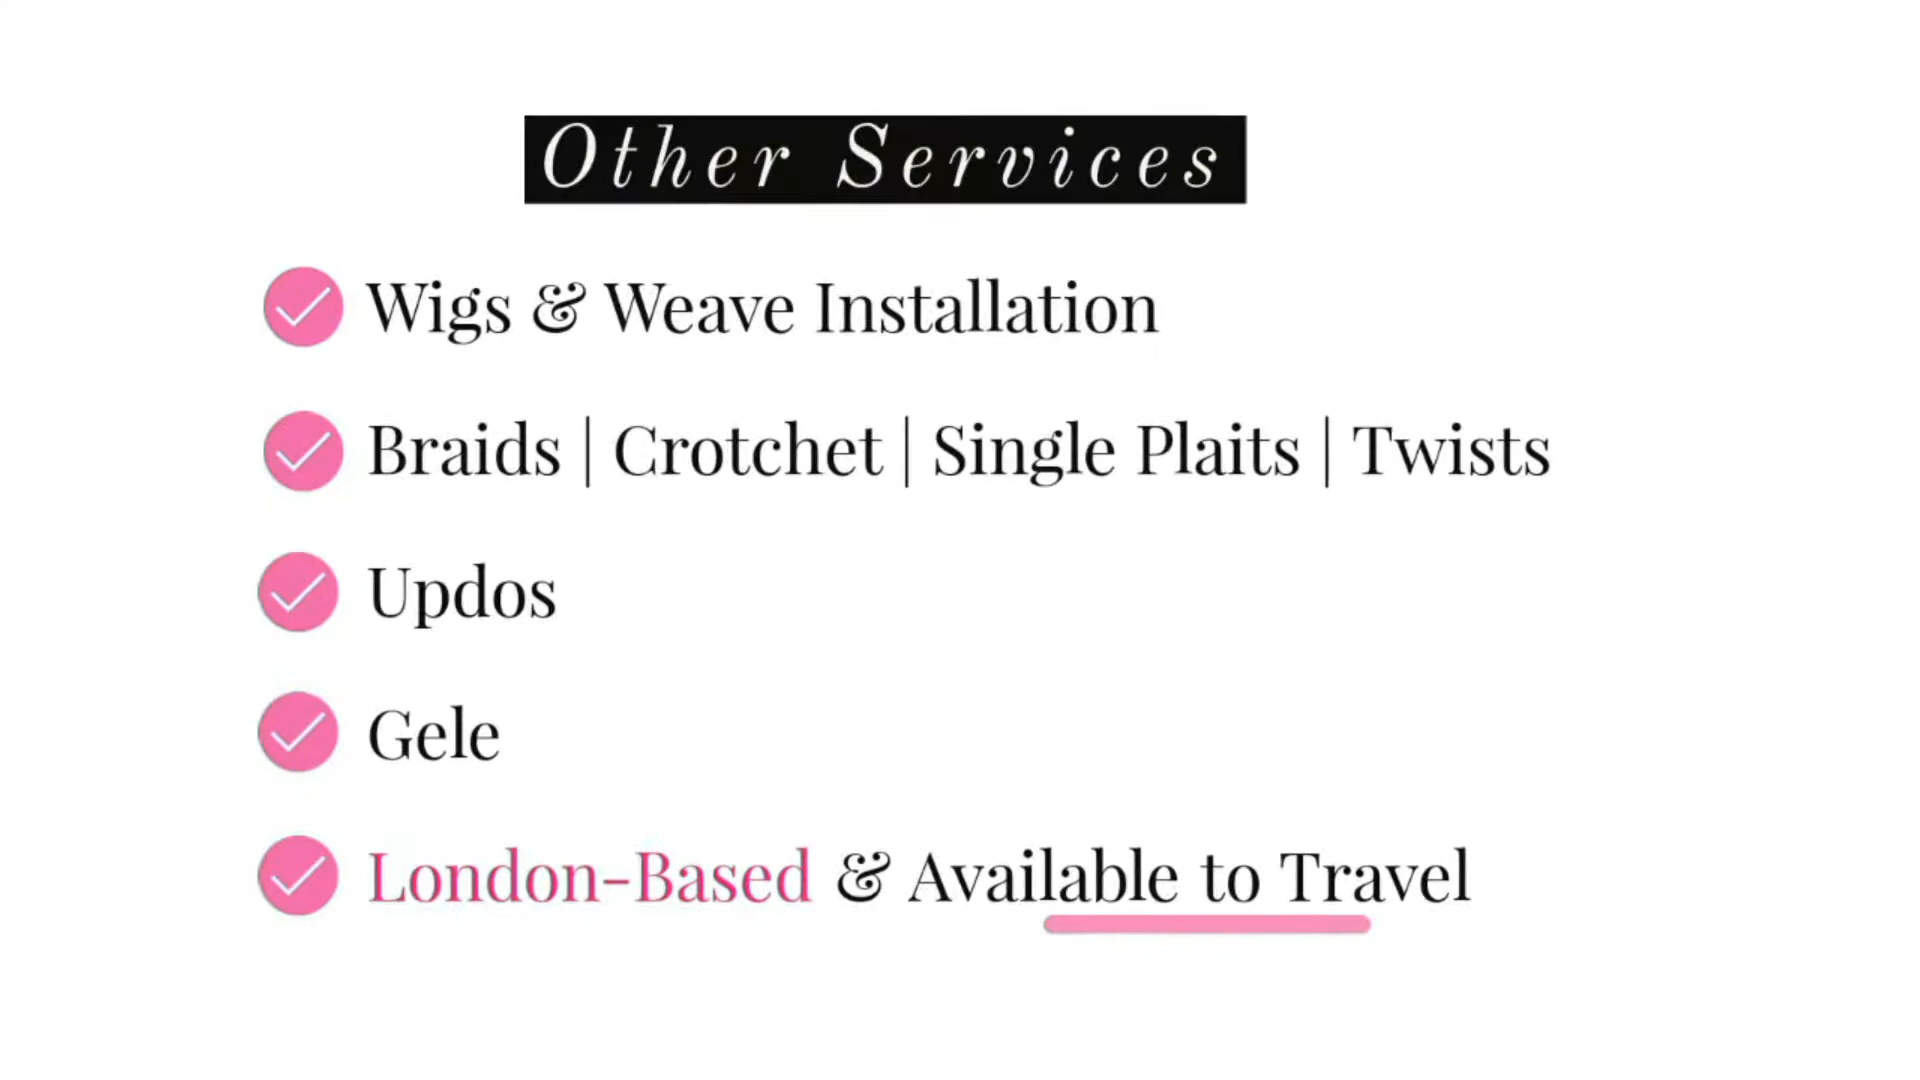 Other Services
Wigs & Weave Installation
Braids | Crotchet | Single Plaits | Twists
Updos
Gele
London-Based & Available to Travel